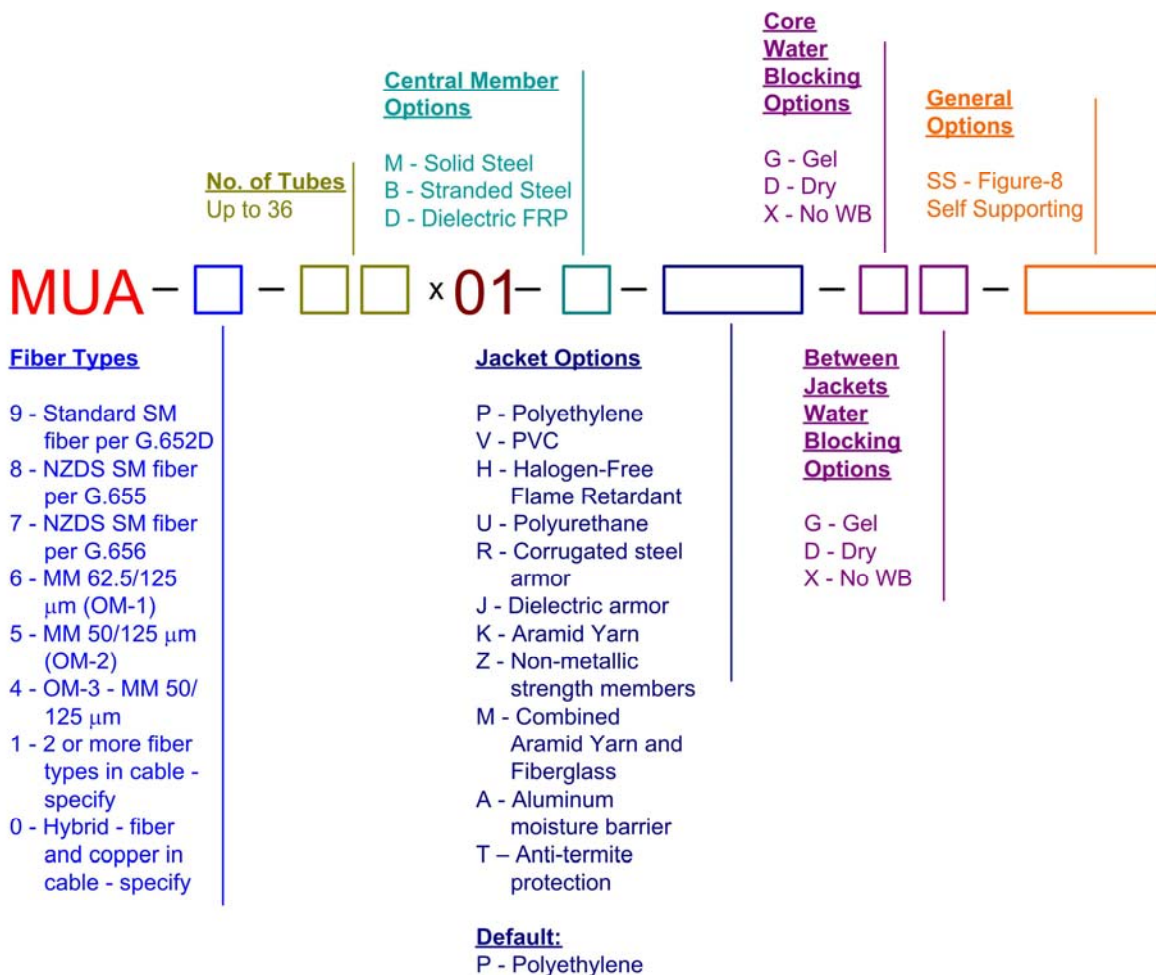 Core
Water
Blocking
Options
G - Gel
D - Dry
X - No WB
Central Member
Options
M - Solid Steel
B - Stranded Steel
D - Dielectric FRP
General
Options
SS - Figure-8
Self Supporting
No. of Tubes
Up to 36
MUA – – x 01 – – – –
Fiber Types
9 - Standard SM
fiber per G.652D
8 - NZDS SM fiber
per G.655
7 - NZDS SM fiber
per G.656
6 - MM 62.5/125
μm (OM-1)
5 - MM 50/125 μm
(OM-2)
4 - OM-3 - MM 50/
125 μm
1 - 2 or more fiber
types in cable -
specify
0 - Hybrid - fiber
and copper in
cable - specify
Jacket Options
P - Polyethylene
V - PVC
H - Halogen-Free
Flame Retardant
U - Polyurethane
R - Corrugated steel
armor
J - Dielectric armor
K - Aramid Yarn
Z - Non-metallic
strength members
M - Combined
Aramid Yarn and
Fiberglass
A - Aluminum
moisture barrier
T – Anti-termite
protection
Default:
P - Polyethylene
Between
Jackets
Water
Blocking
Options
G - Gel
D - Dry
X - No WB